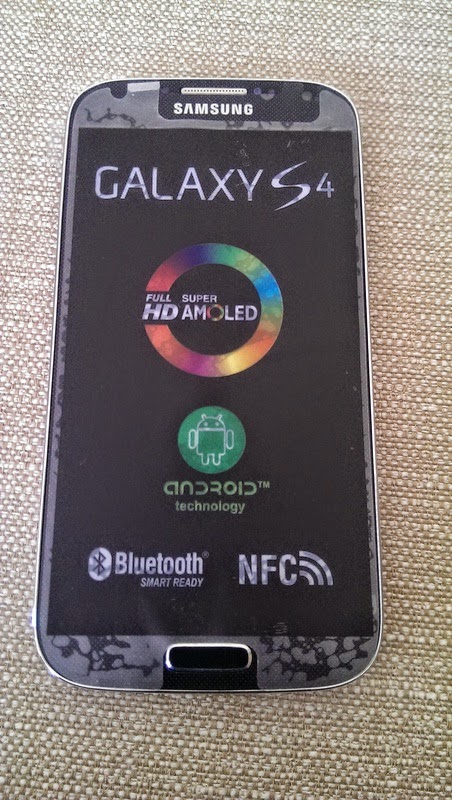 SAMSUNG
GALAXY S4
FULL HD SUPER AMOLED
ANDROID™
technology
Bluetooth®
SMART READY
NFC